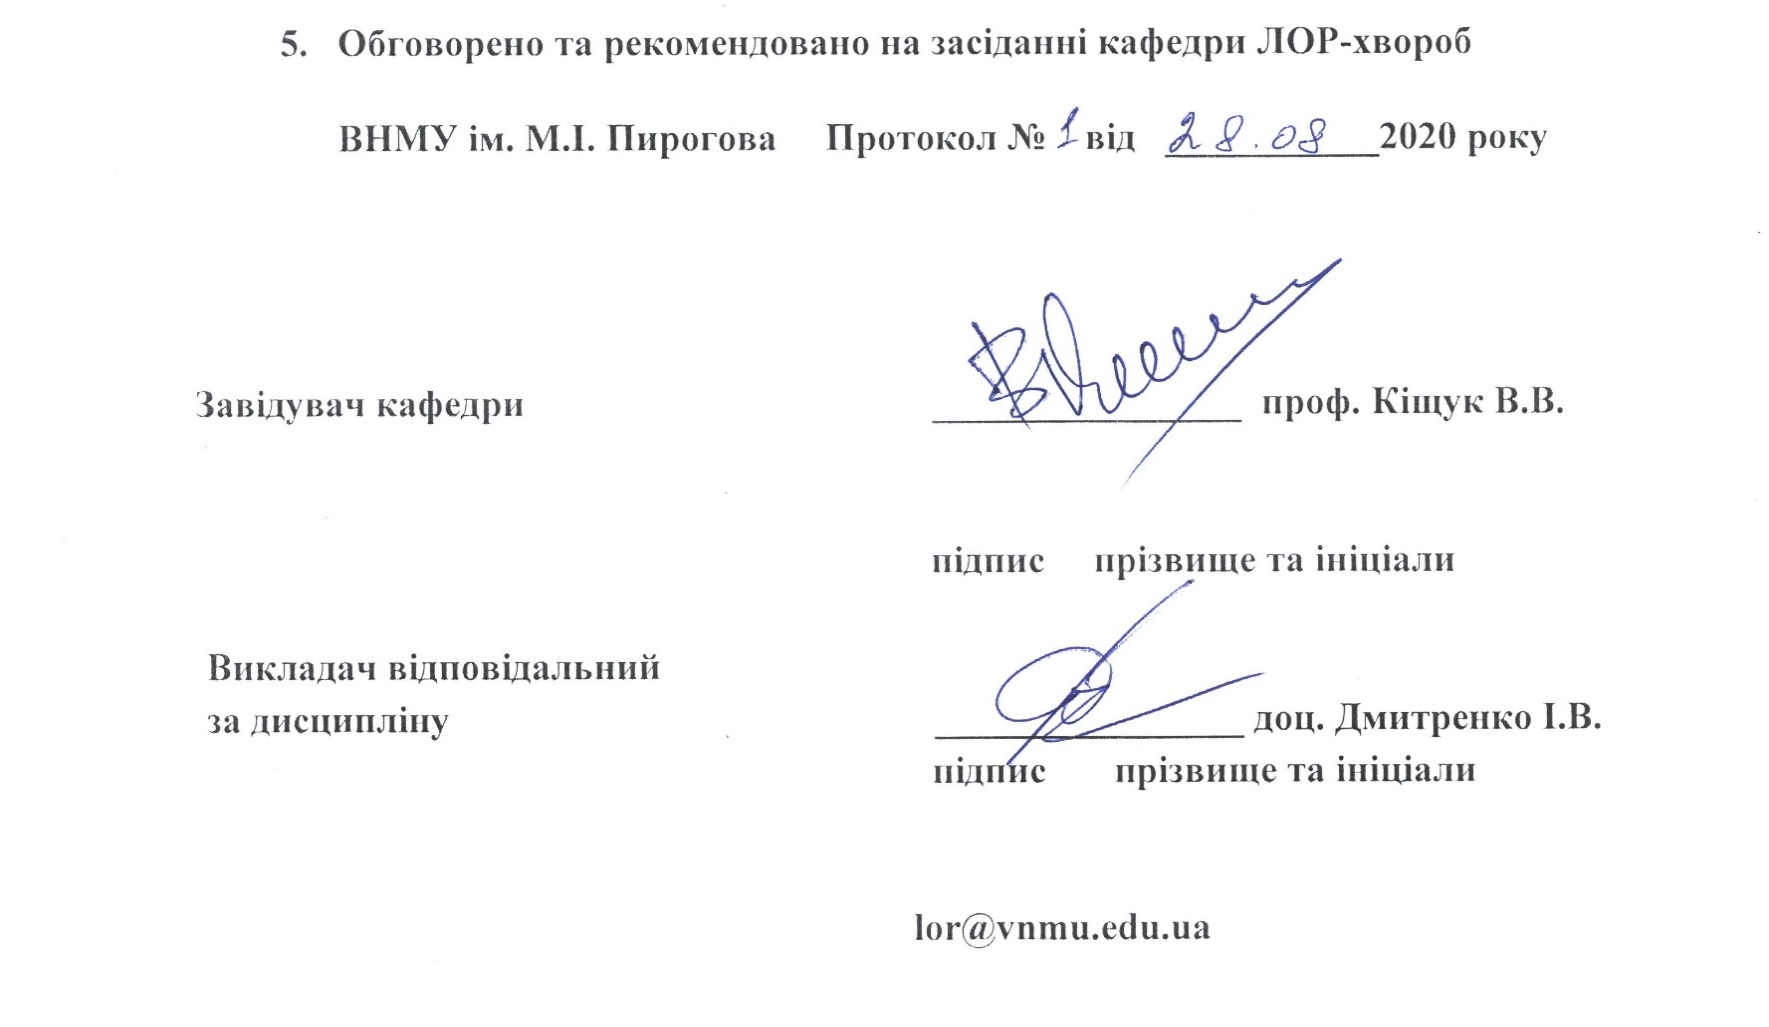 5. Обговорено та рекомендовано на засіданні кафедри ЛОР-хвороб
ВНМУ ім. М.І. Пирогова Протокол № 1 від 28.08 2020 року
Завідувач кафедри проф. Кіщук В.В.
підпис прізвище та ініціали
Викладач відповідальний
за дисципліну доц. Дмитренко І.В.
підпис прізвище та ініціали
lor@vnmu.edu.ua